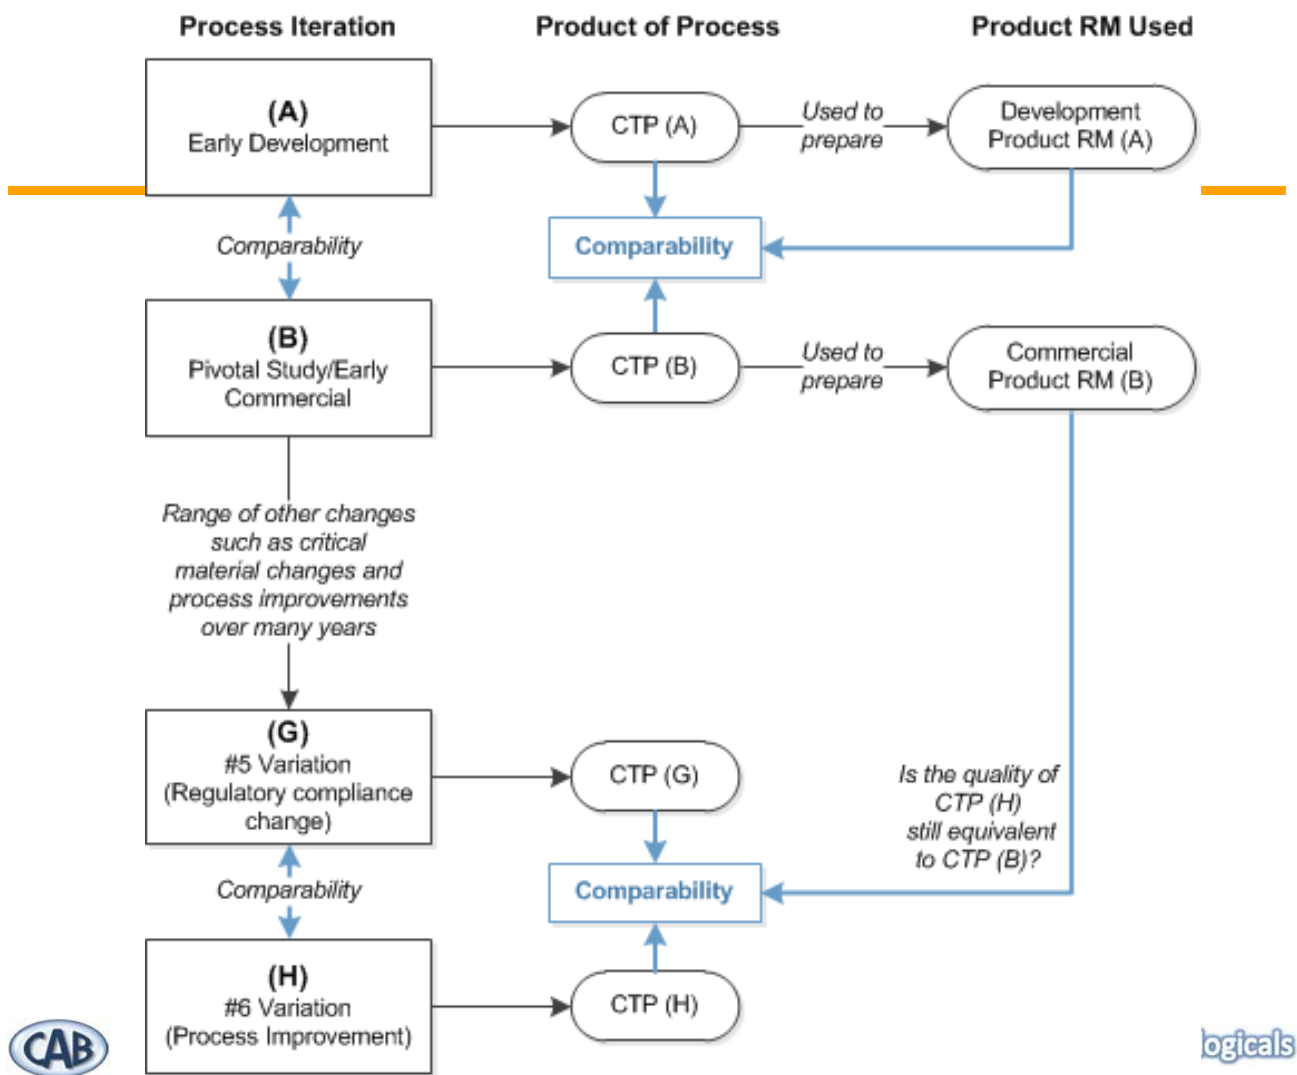 Process Iteration
Product of Process
Product RM Used
(A)
Early Development
CTP (A)
Used to
prepare
Development
Product RM (A)
Comparability
Comparability
(B)
Pivotal Study/Early
Commercial
CTP (B)
Used to
prepare
Commercial
Product RM (B)
Range of other changes
such as critical
material changes and
process improvements
over many years
(G)
#5 Variation
(Regulatory compliance
change)
CTP (G)
Is the quality of
CTP (H)
still equivalent
to CTP (B)?
Comparability
Comparability
(H)
#6 Variation
(Process Improvement)
CTP (H)
CAB
logicals